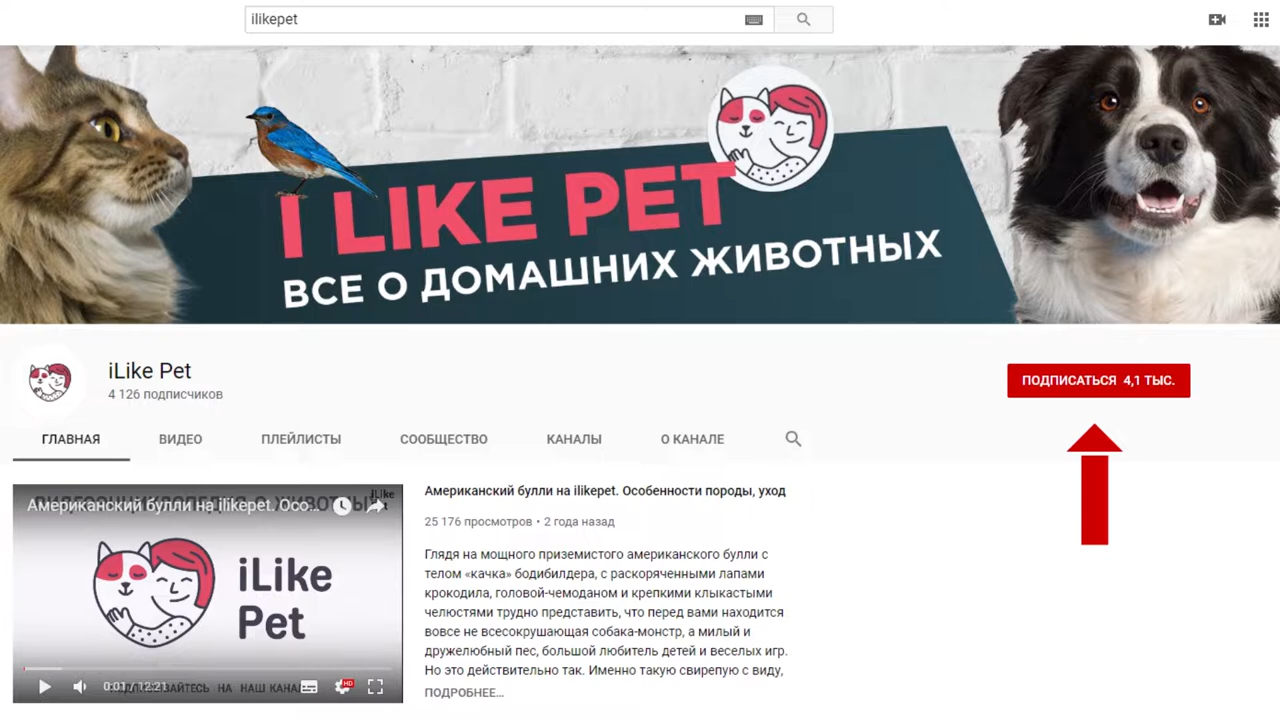 ilikepet
I LIKE PET
ВСЕ О ДОМАШНИХ ЖИВОТНЫХ
iLike Pet
4 126 подписчиков
ПОДПИСАТЬСЯ 4,1 ТЫС.
ГЛАВНАЯ ВИДЕО ПЛЕЙЛИСТЫ СООБЩЕСТВО КАНАЛЫ О КАНАЛЕ
Американский булли на ilikepet. Осо...
iLike
Pet
0:01 / 12:21
HD
Американский булли на ilikepet. Особенности породы, уход
25 176 просмотров • 2 года назад
Глядя на мощного приземистого американского булли с
телом «качка» бодибилдера, с раскоряченными лапами
крокодила, головой-чемоданом и крепкими клыкастыми
челюстями трудно представить, что перед вами находится
вовсе не всесокрушающая собака-монстр, а милый и
дружелюбный пес, большой любитель детей и веселых игр.
Но это действительно так. Именно такую свирепую с виду,
ПОДРОБНЕЕ...